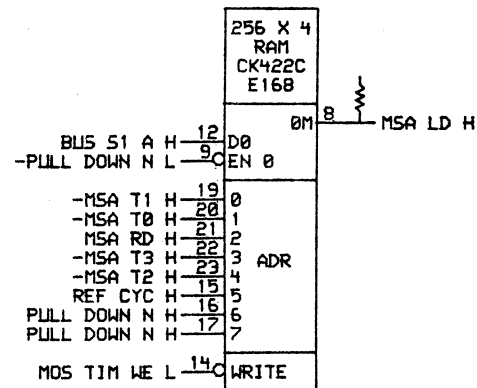 256 X 4
RAM
CK422C
E168
0M 8 MSA LD H
BUS S1 A H 12 D0
-PULL DOWN N L 9 EN 0
-MSA T1 H 19 0
-MSA T0 H 20 1
MSA RD H 21 2
-MSA T3 H 22 3 ADR
-MSA T2 H 23 4
REF CYC H 15 5
PULL DOWN N H 16 6
PULL DOWN N H 17 7
MOS TIM WE L 14 WRITE